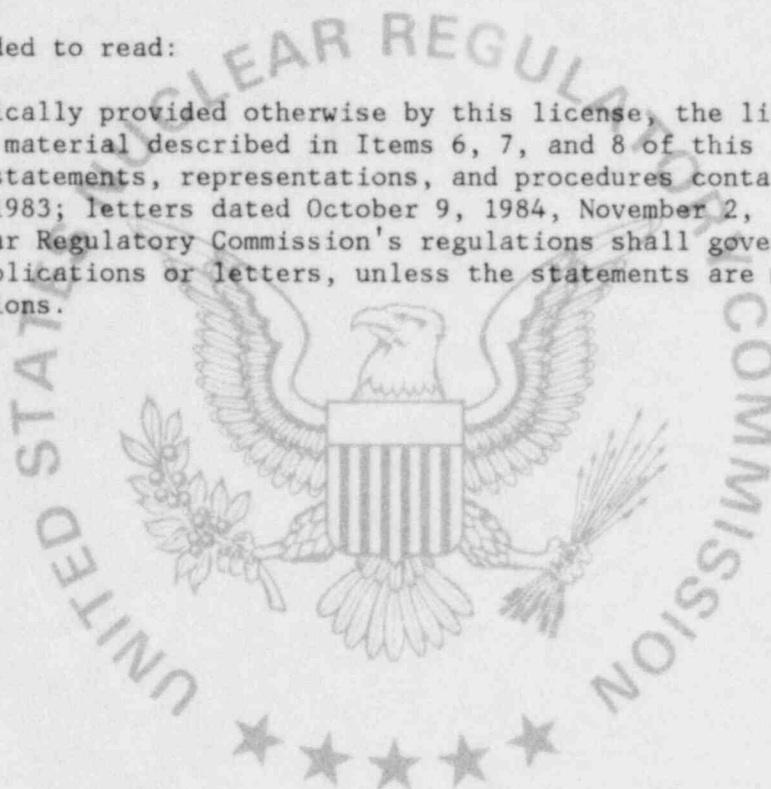 ded to read:
ically provided otherwise by this license, the li
material described in Items 6, 7, and 8 of this
statements, representations, and procedures conta
1983; letters dated October 9, 1984, November 2,
r Regulatory Commission's regulations shall gove
plications or letters, unless the statements are
ions.
UNITED STATES NUCLEAR REGULATORY COMMISSION